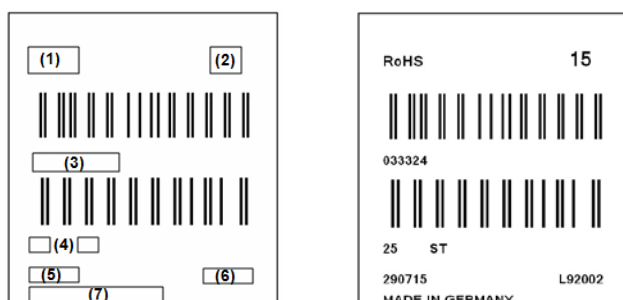 (1) (2)
(3)
(4)
(5) (6)
(7)
RoHS 15
033324
25 ST
290715 L92002
MADE IN GERMANY